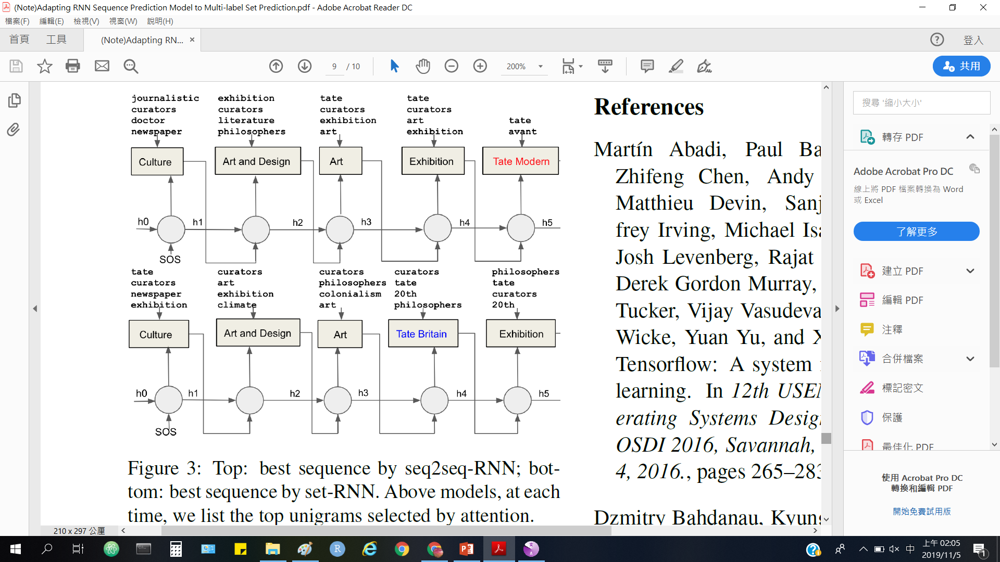 (Note)Adapting RNN Sequence Prediction Model to Multi-label Set Prediction.pdf - Adobe Acrobat Reader DC
檔案(F) 編輯(E) 檢視(V) 視窗(W) 說明(H)
首頁 工具 (Note)Adapting RN... × 登入
9 / 10 200% 共用
journalistic
curators
doctor
newspaper
exhibition
curators
literature
philosophers
tate
curators
exhibition
art
tate
curators
art
exhibition
tate
avant
Culture Art and Design Art Exhibition Tate Modern
h0 h1 h2 h3 h4 h5
SOS
tate
curators
newspaper
exhibition
curators
art
exhibition
climate
curators
philosophers
colonialism
art
curators
tate
20th
philosophers
philosophers
tate
curators
20th
Culture Art and Design Art Tate Britain Exhibition
h0 h1 h2 h3 h4 h5
SOS
Figure 3: Top: best sequence by seq2seq-RNN; bot-
tom: best sequence by set-RNN. Above models, at each
time, we list the top unigrams selected by attention.
References
Martín Abadi, Paul Ba
Zhifeng Chen, Andy
Matthieu Devin, Sanj
frey Irving, Michael Isa
Josh Levenberg, Rajat
Derek Gordon Murray,
Tucker, Vijay Vasudeva
Wicke, Yuan Yu, and X
Tensorflow: A system
learning. In 12th USEN
erating Systems Desig
OSDI 2016, Savannah,
4, 2016., pages 265–283
Dzmitry Bahdanau, Kyung
210 x 297 公厘
搜尋 '縮小大小'
轉存 PDF
Adobe Acrobat Pro DC
線上將 PDF 檔案轉換為 Word
或 Excel
了解更多
建立 PDF
編輯 PDF
注釋
合併檔案
標記密文
保護
最佳化 PDF
使用 Acrobat Pro DC
轉換和編輯 PDF
開始免費試用版
中
上午 02:05
2019/11/5
1